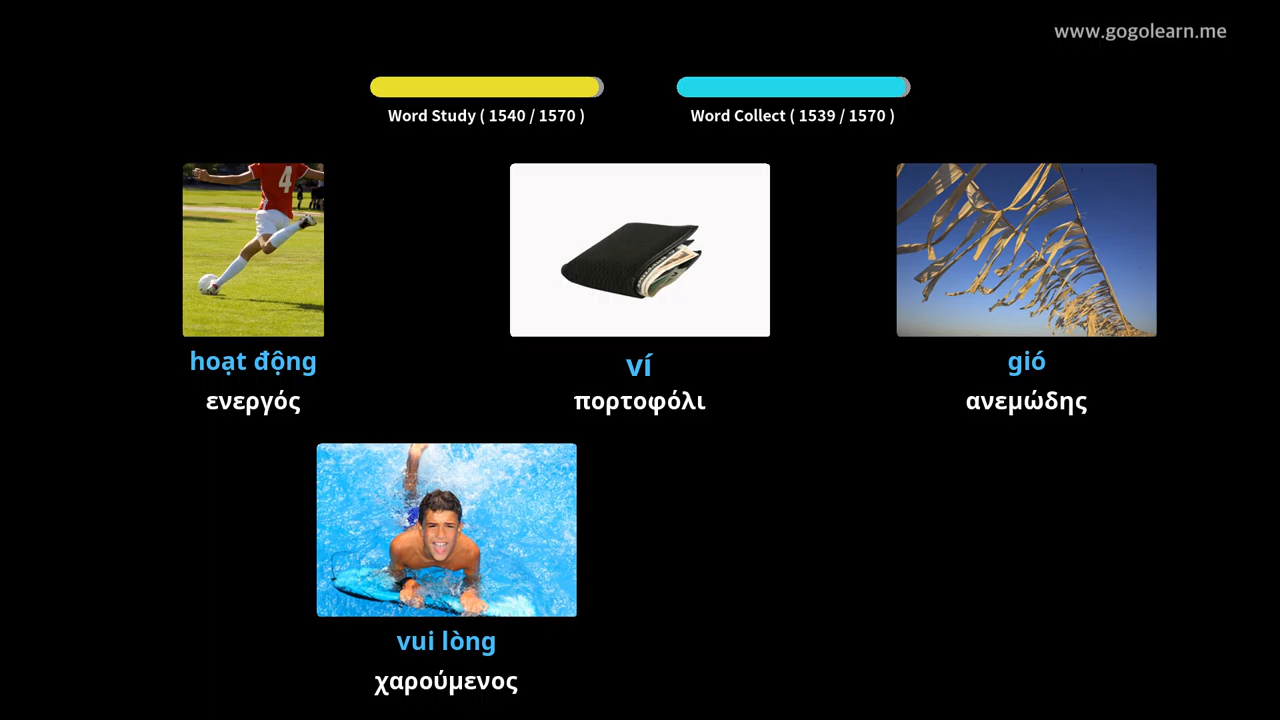 www.gogolearn.me
Word Study ( 1540 / 1570 )
Word Collect ( 1539 / 1570 )
4
hoạt động
ενεργός
ví
πορτοφόλι
gió
ανεμώδης
vui lòng
χαρούμενος